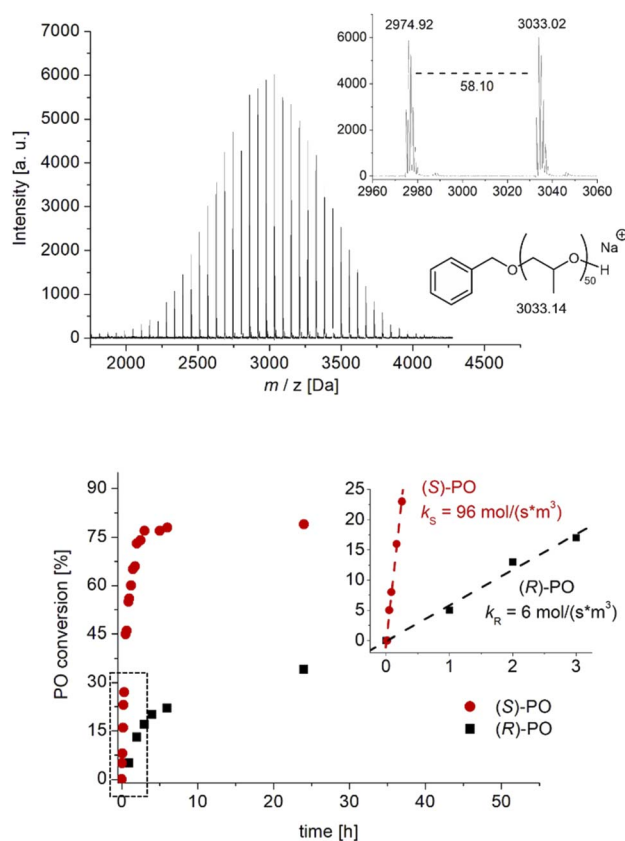 7000
6000
5000
4000
3000
2000
1000
0
Intensity [a. u.]
2000 2500 3000 3500 4000 4500
m / z [Da]
2974.92 3033.02
6000
4000
2000
0
58.10
2960 2980 3000 3020 3040 3060
O O H Na⊕
50
3033.14
90
75
60
45
30
15
0
PO conversion [%]
0 10 20 30 40 50
time [h]
25
20
15
10
5
0
0 1 2 3
(S)-PO
kS = 96 mol/(s*m³)
(R)-PO
kR = 6 mol/(s*m³)
(S)-PO
(R)-PO